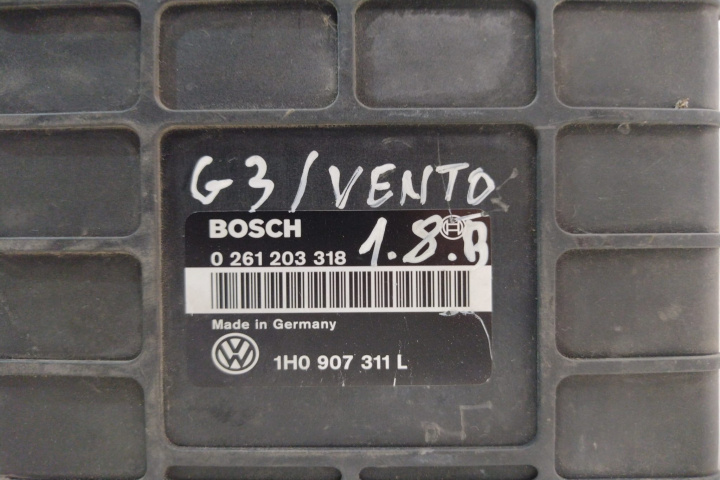 G3/VENTO
BOSCH
0 261 203 318 1.8.B
Made in Germany
1H0 907 311 L